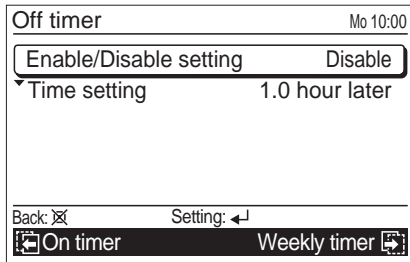 Off timer Mo 10:00
Enable/Disable setting Disable
Time setting 1.0 hour later
Back: Setting:
On timer Weekly timer